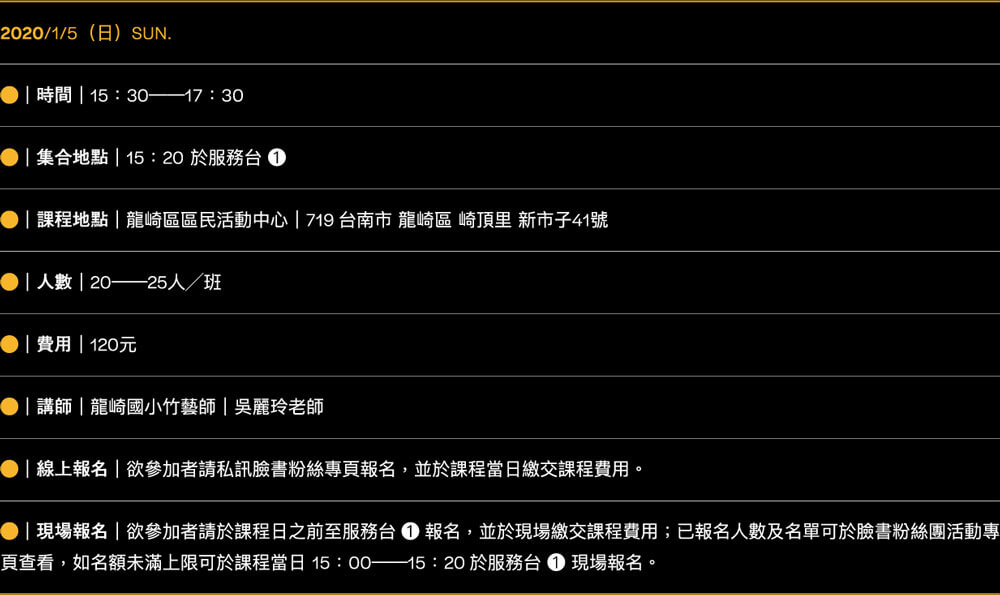 2020/1/5（日）SUN.
●｜時間｜15：30——17：30
●｜集合地點｜15：20 於服務台 ❶
●｜課程地點｜龍崎區區民活動中心｜719 台南市 龍崎區 崎頂里 新市子41號
●｜人數｜20——25人╱班
●｜費用｜120元
●｜講師｜龍崎國小竹藝師｜吳麗玲老師
●｜線上報名｜欲參加者請私訊臉書粉絲專頁報名，並於課程當日繳交課程費用。
●｜現場報名｜欲參加者請於課程日之前至服務台 ❶ 報名，並於現場繳交課程費用；已報名人數及名單可於臉書粉絲團活動專
頁查看，如名額未滿上限可於課程當日 15：00——15：20 於服務台 ❶ 現場報名。